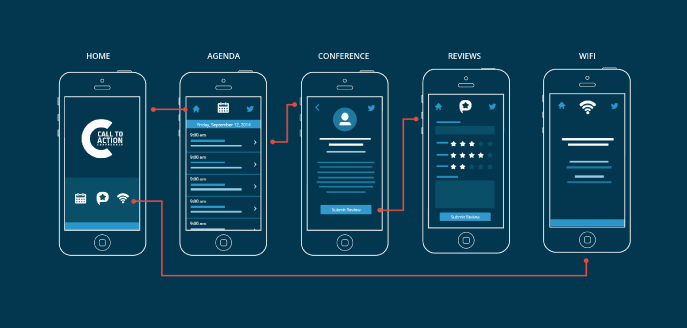 HOME
AGENDA
CONFERENCE
REVIEWS
WIFI
CALL TO
ACTION
CONFERENCE
Friday, September 12, 2014
9:00 am
9:00 am
9:00 am
9:00 am
9:00 am
Submit Review
Submit Review